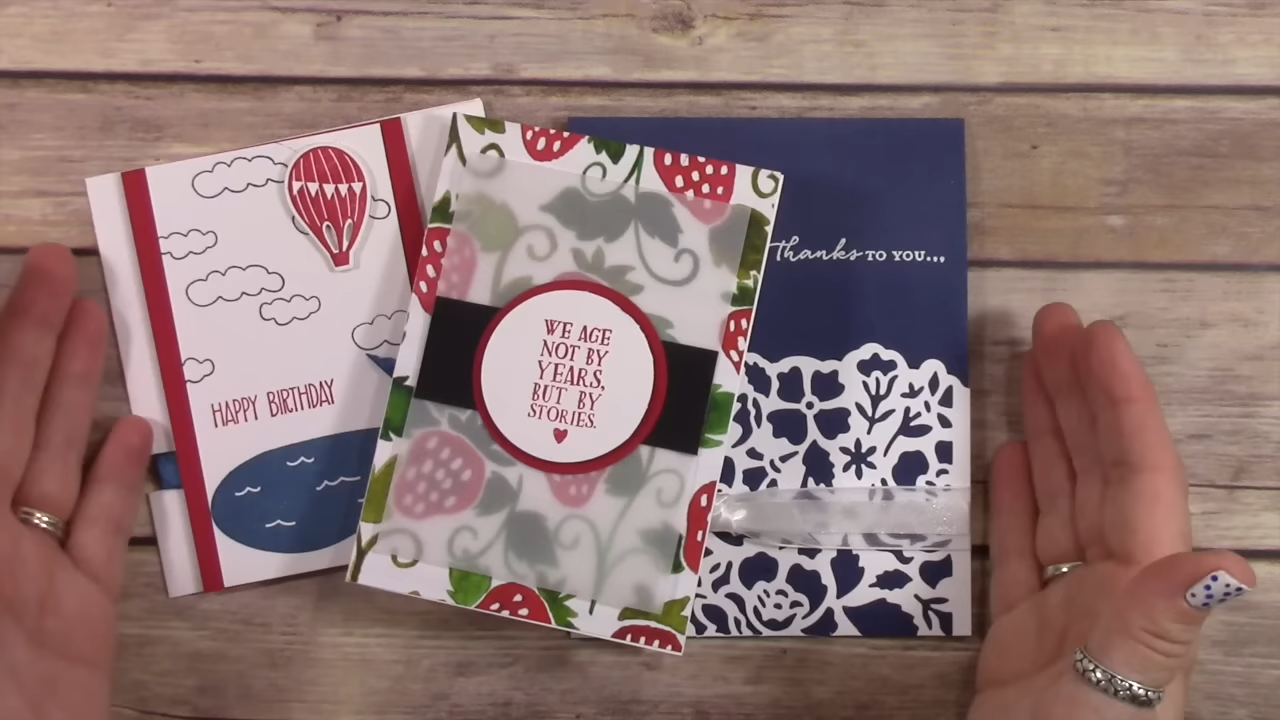 HAPPY BIRTHDAY
WE AGE
NOT BY
YEARS,
BUT BY
STORIES.
thanks TO YOU...